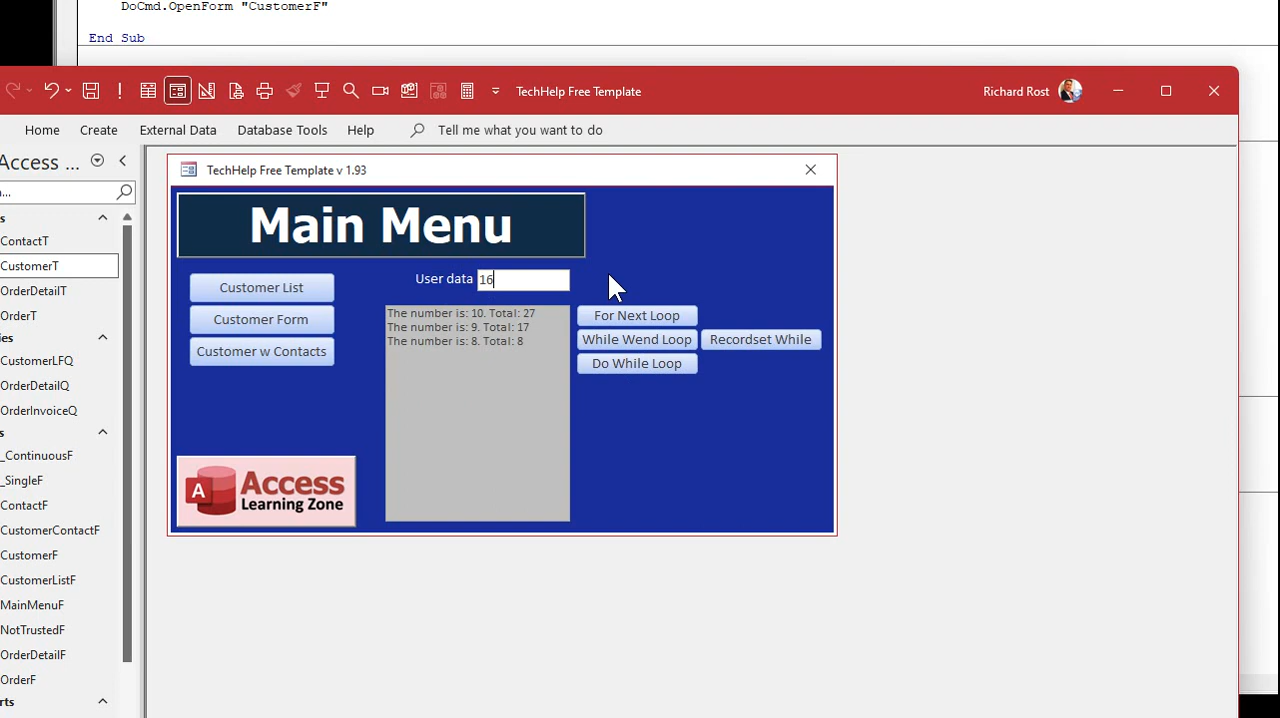 DoCmd.OpenForm "CustomerF"
End Sub
TechHelp Free Template
Richard Rost
Home
Create
External Data
Database Tools
Help
Tell me what you want to do
Access ...
...
s
ContactT
CustomerT
OrderDetailT
OrderT
ies
CustomerLFQ
OrderDetailQ
OrderInvoiceQ
s
_ContinuousF
_SingleF
ContactF
CustomerContactF
CustomerF
CustomerListF
MainMenuF
NotTrustedF
OrderDetailF
OrderF
rts
TechHelp Free Template v 1.93
Main Menu
Customer List
Customer Form
Customer w Contacts
User data 16
The number is: 10. Total: 27
The number is: 9. Total: 17
The number is: 8. Total: 8
For Next Loop
While Wend Loop
Recordset While
Do While Loop
A Access
Learning Zone